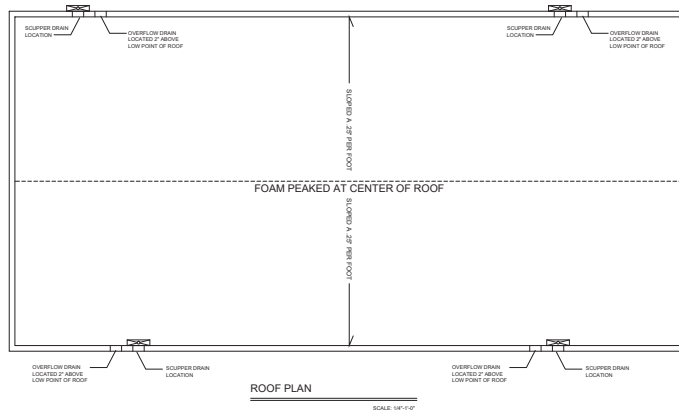 SCUPPER DRAIN
LOCATION
OVERFLOW DRAIN
LOCATED 2" ABOVE
LOW POINT OF ROOF
SCUPPER DRAIN
LOCATION
OVERFLOW DRAIN
LOCATED 2" ABOVE
LOW POINT OF ROOF
SLOPED A .25" PER FOOT
FOAM PEAKED AT CENTER OF ROOF
SLOPED A .25" PER FOOT
OVERFLOW DRAIN
LOCATED 2" ABOVE
LOW POINT OF ROOF
SCUPPER DRAIN
LOCATION
OVERFLOW DRAIN
LOCATED 2" ABOVE
LOW POINT OF ROOF
SCUPPER DRAIN
LOCATION
ROOF PLAN
SCALE: 1/4"-1'-0"